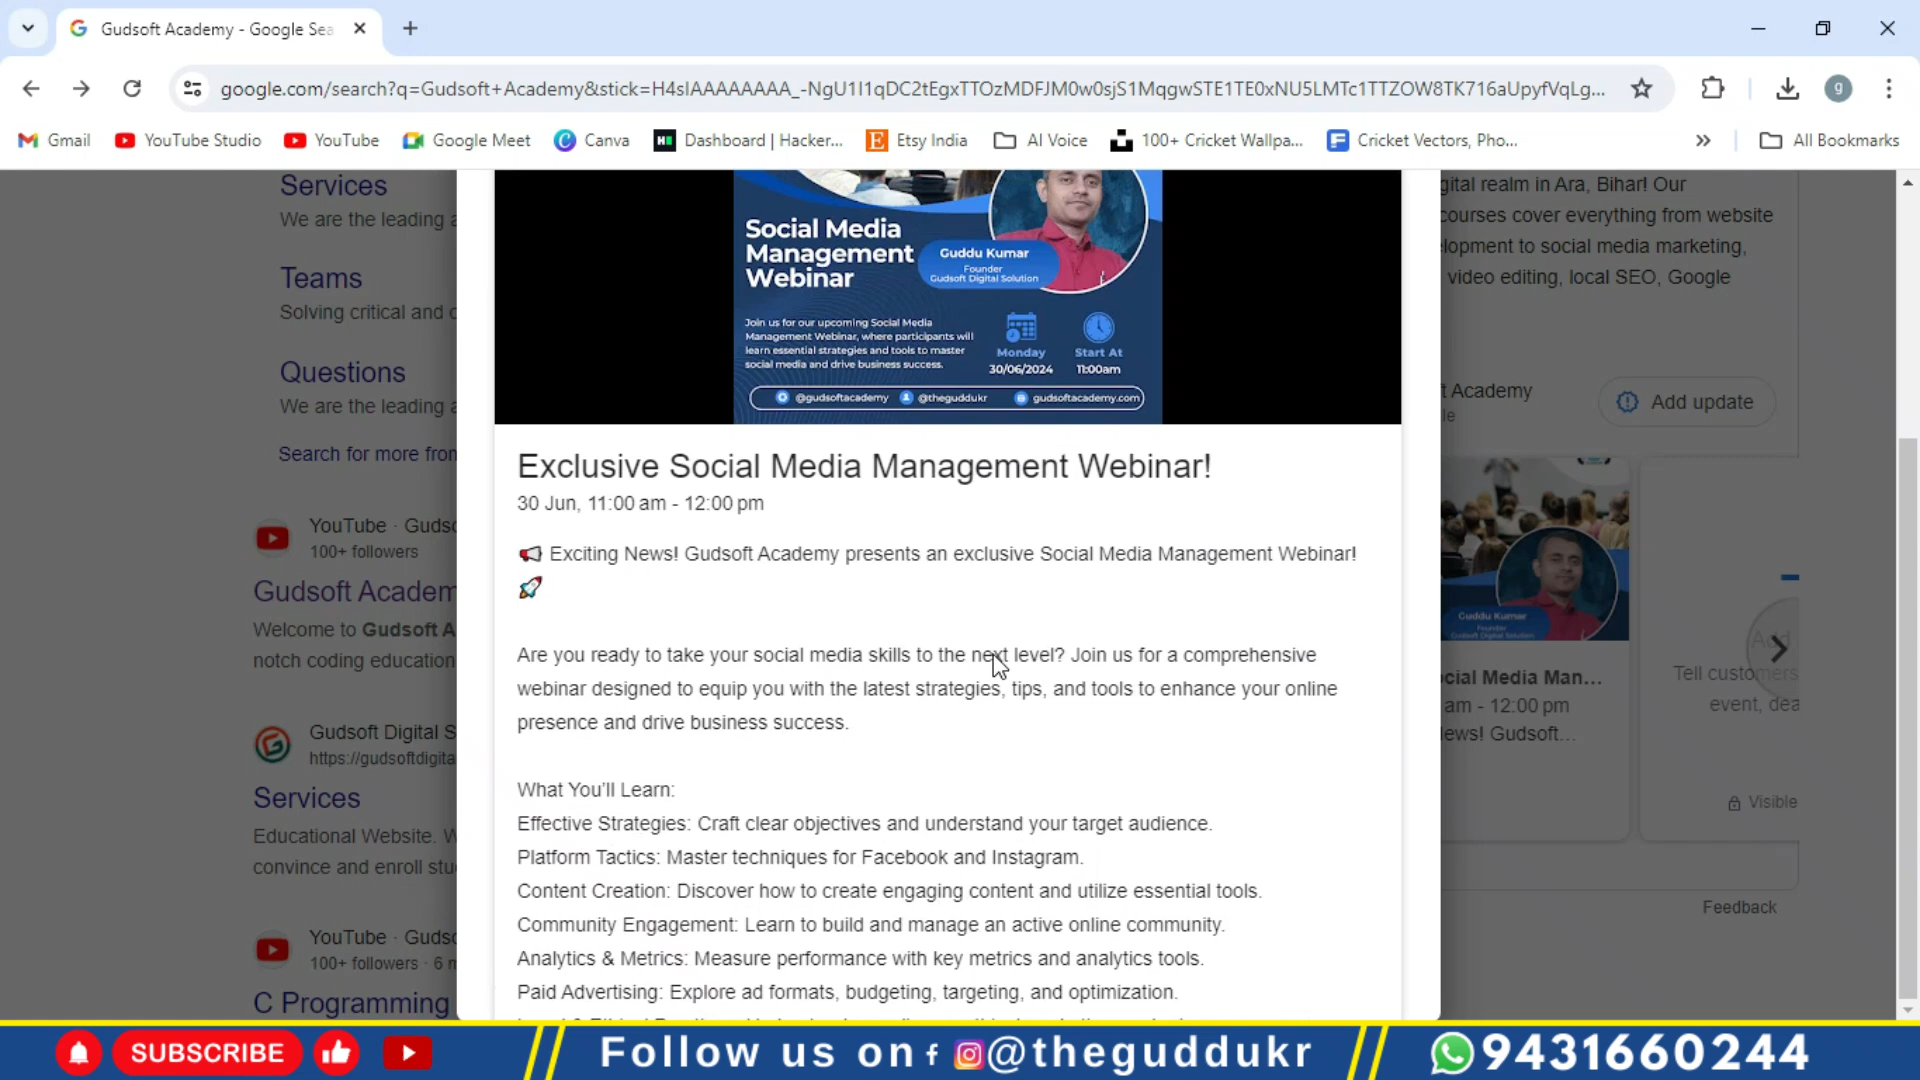 Gudsoft Academy - Google Sea
google.com/search?q=Gudsoft+Academy&stick=H4sIAAAAAAAA_-NgU1I1qDC2tEgxTTOzMDFJM0w0sjS1MqgwSTE1TE0xNU5LMTc1TTZOW8TK716aUpyfVqLg...
g
Gmail
YouTube Studio
YouTube
Google Meet
Canva
Dashboard | Hacker...
Etsy India
AI Voice
100+ Cricket Wallpa...
Cricket Vectors, Pho...
All Bookmarks
Services
We are the leading a
Teams
Solving critical and c
Questions
We are the leading a
Search for more from
YouTube · Gudso
100+ followers
Gudsoft Academ
Welcome to Gudsoft A
notch coding education
Gudsoft Digital S
https://gudsoftdigita
Services
Educational Website. W
convince and enroll stu
YouTube · Gudso
100+ followers · 6 m
C Programming
Social Media
Management
Webinar
Guddu Kumar
Founder
Gudsoft Digital Solution
Join us for our upcoming Social Media
Management Webinar, where participants will
learn essential strategies and tools to master
social media and drive business success.
Monday
30/06/2024
Start At
11:00am
@gudsoftacademy
@theguddukr
gudsoftacademy.com
Exclusive Social Media Management Webinar!
30 Jun, 11:00 am - 12:00 pm
📢 Exciting News! Gudsoft Academy presents an exclusive Social Media Management Webinar!
🚀
Are you ready to take your social media skills to the next level? Join us for a comprehensive
webinar designed to equip you with the latest strategies, tips, and tools to enhance your online
presence and drive business success.
What You'll Learn:
Effective Strategies: Craft clear objectives and understand your target audience.
Platform Tactics: Master techniques for Facebook and Instagram.
Content Creation: Discover how to create engaging content and utilize essential tools.
Community Engagement: Learn to build and manage an active online community.
Analytics & Metrics: Measure performance with key metrics and analytics tools.
Paid Advertising: Explore ad formats, budgeting, targeting, and optimization.
gital realm in Ara, Bihar! Our
courses cover everything from website
lopment to social media marketing,
video editing, local SEO, Google
t Academy
le
Add update
Guddu Kumar
Founder
Gudsoft Digital Solution
cial Media Man...
am - 12:00 pm
ews! Gudsoft...
Add
Tell customers
event, dea
Visible
Feedback
SUBSCRIBE
Follow us on f @theguddukr
9431660244